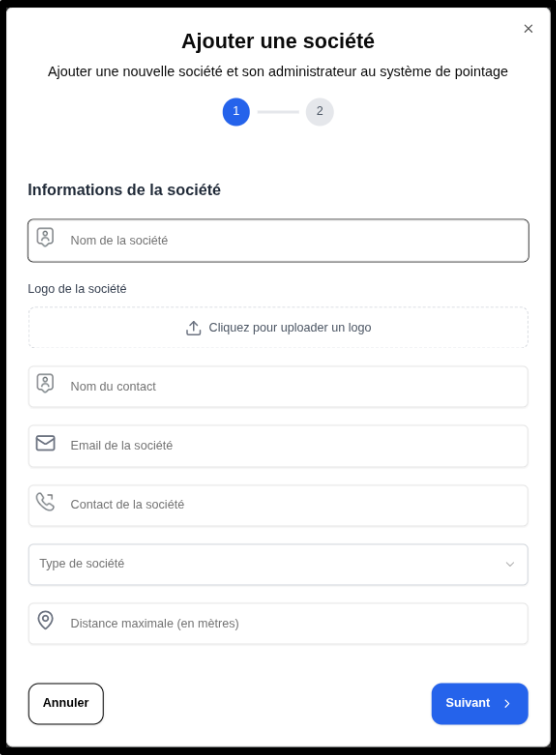 Ajouter une société
Ajouter une nouvelle société et son administrateur au système de pointage
1
2
Informations de la société
Nom de la société
Logo de la société
Cliquez pour uploader un logo
Nom du contact
Email de la société
Contact de la société
Type de société
Distance maximale (en mètres)
Annuler
Suivant